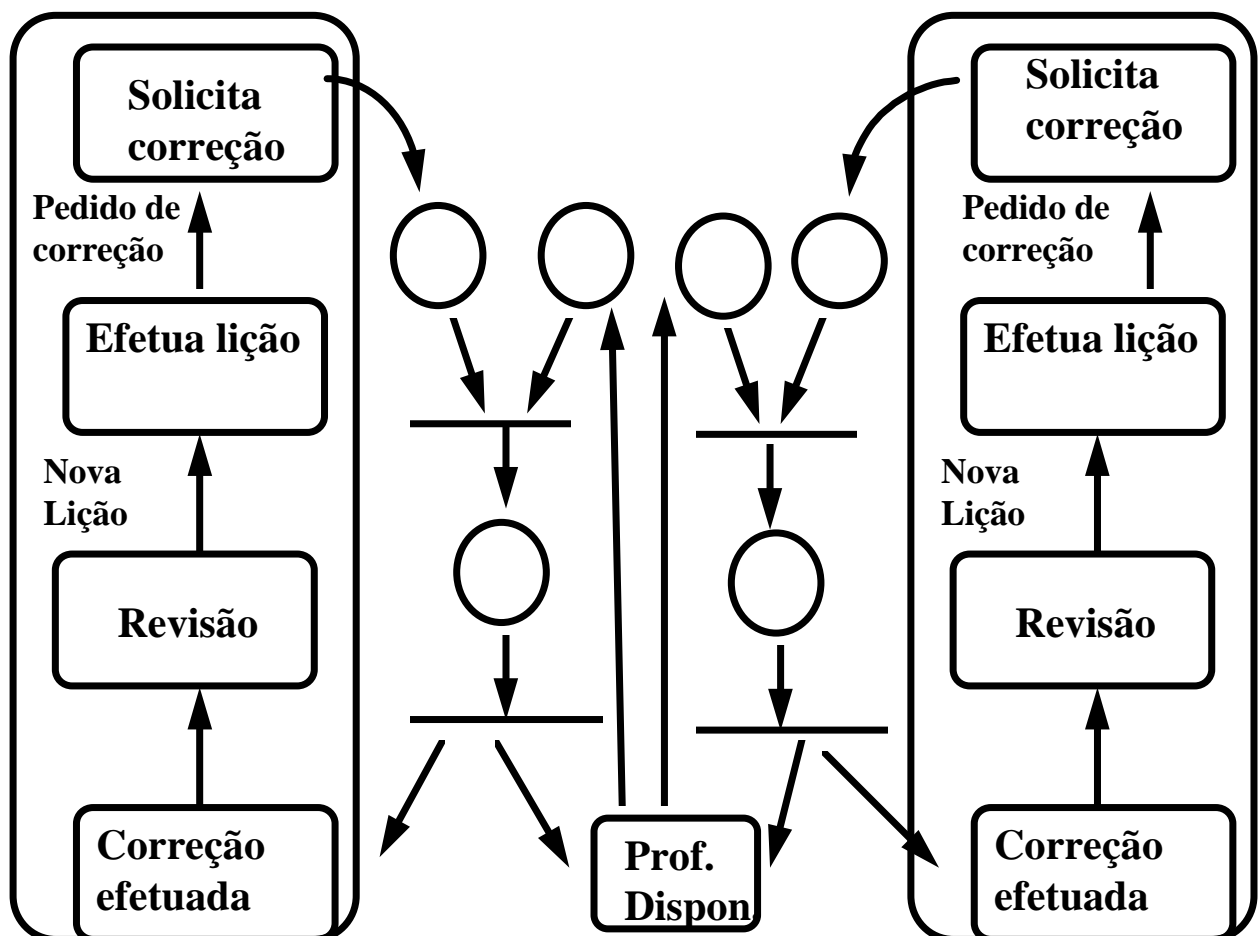 Solicita
correção
Pedido de
correção
Efetua lição
Nova
Lição
Revisão
Correção
efetuada
Prof.
Dispon.
Solicita
correção
Pedido de
correção
Efetua lição
Nova
Lição
Revisão
Correção
efetuada